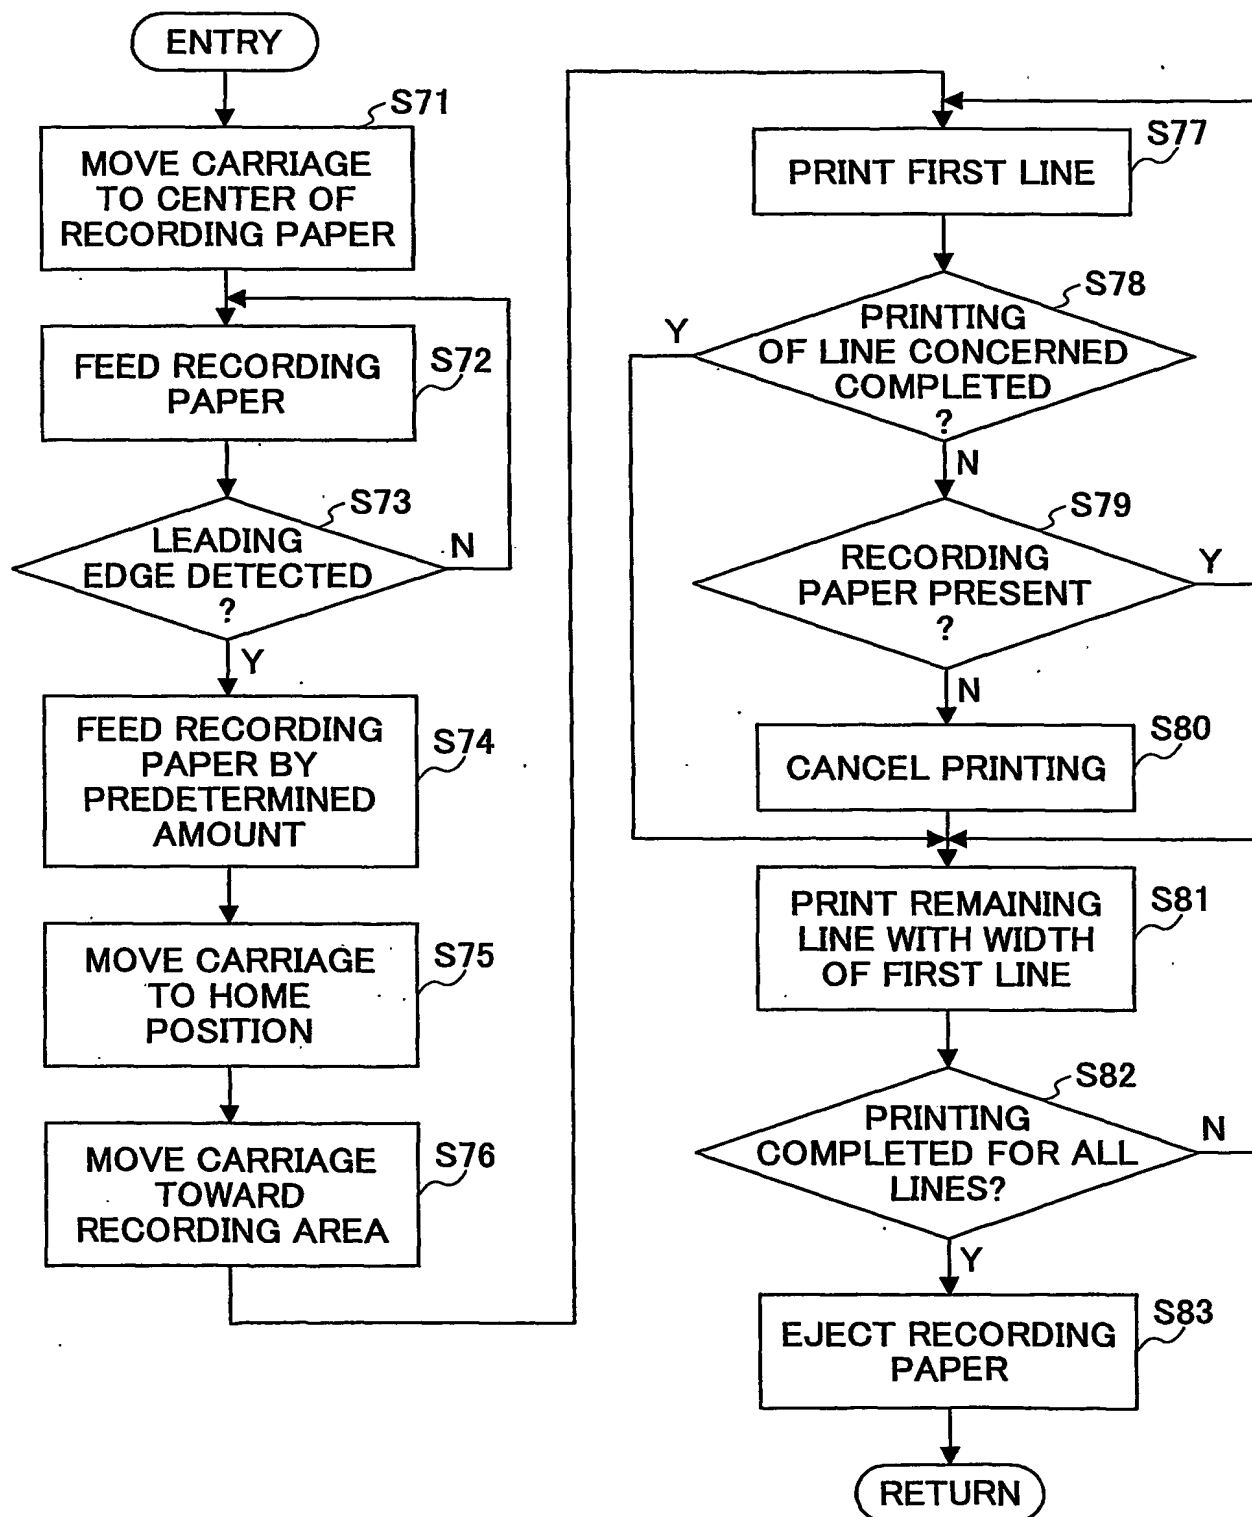 ENTRY
S71
MOVE CARRIAGE
TO CENTER OF
RECORDING PAPER
FEED RECORDING
PAPER
S72
S73
LEADING
EDGE DETECTED
?
N
Y
FEED RECORDING
PAPER BY
PREDETERMINED
AMOUNT
S74
MOVE CARRIAGE
TO HOME
POSITION
S75
MOVE CARRIAGE
TOWARD
RECORDING AREA
S76
S77
PRINT FIRST LINE
S78
PRINTING
OF LINE CONCERNED
COMPLETED
?
Y
N
S79
RECORDING
PAPER PRESENT
?
Y
N
S80
CANCEL PRINTING
PRINT REMAINING
LINE WITH WIDTH
OF FIRST LINE
S81
S82
PRINTING
COMPLETED FOR ALL
LINES?
N
Y
EJECT RECORDING
PAPER
S83
RETURN